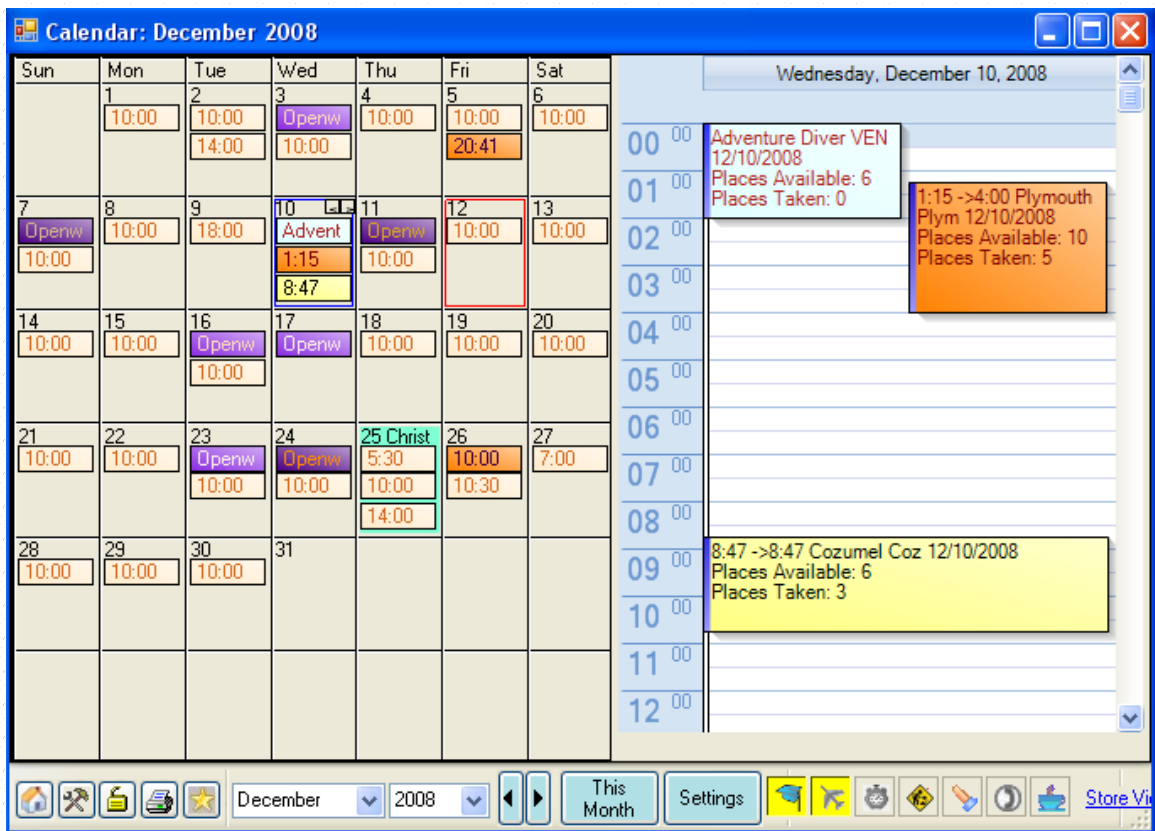 Calendar: December 2008
Sun Mon Tue Wed Thu Fri Sat
1 2 3 4 5 6
10:00 10:00 Openw 10:00 10:00 10:00
14:00 10:00 20:41
7 8 9 10 11 12 13
Openw 10:00 18:00 Advent Openw 10:00 10:00
10:00 1:15 10:00
8:47
14 15 16 17 18 19 20
10:00 10:00 Openw Openw 10:00 10:00 10:00
10:00
21 22 23 24 25 Christ 26 27
10:00 10:00 Openw Openw 5:30 10:00 7:00
10:00 10:00 10:00 10:30
14:00
28 29 30 31
10:00 10:00 10:00
Wednesday, December 10, 2008
00 00
01 00
02 00
03 00
04 00
05 00
06 00
07 00
08 00
09 00
10 00
11 00
12 00
Adventure Diver VEN
12/10/2008
Places Available: 6
Places Taken: 0
1:15 ->4:00 Plymouth
Plym 12/10/2008
Places Available: 10
Places Taken: 5
8:47 ->8:47 Cozumel Coz 12/10/2008
Places Available: 6
Places Taken: 3
December 2008
This
Month
Settings
Store Vi